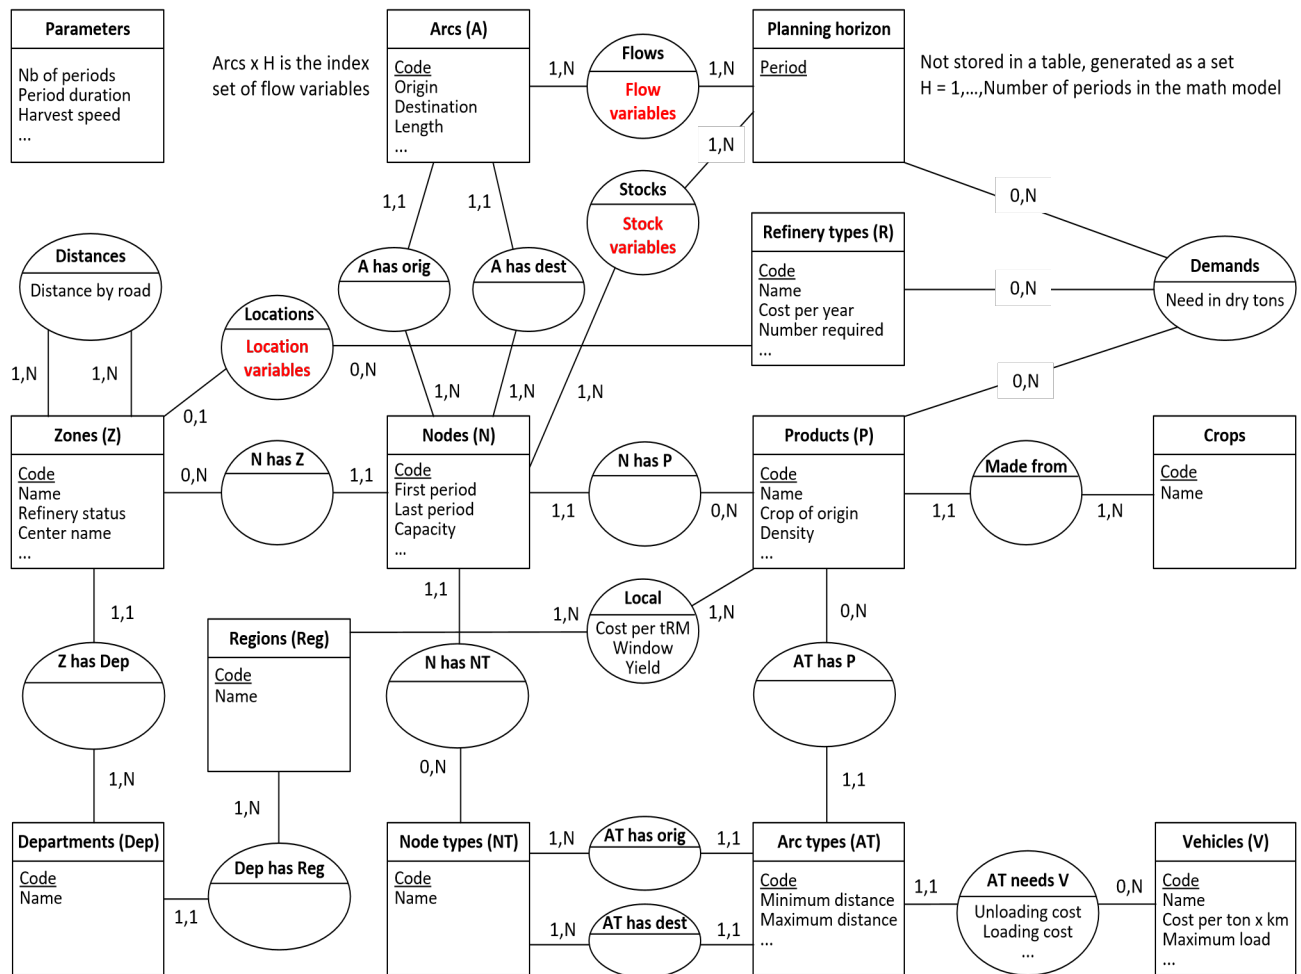 Parameters
Nb of periods
Period duration
Harvest speed
...
Arcs x H is the index
set of flow variables
Arcs (A)
Code
Origin
Destination
Length
...
1,N
Flows
Flow
variables
1,N
Planning horizon
Period
Not stored in a table, generated as a set
H = 1,...,Number of periods in the math model
1,N
1,1
1,1
Stocks
Stock
variables
0,N
Distances
Distance by road
A has orig
A has dest
Refinery types (R)
Code
Name
Cost per year
Number required
...
0,N
Demands
Need in dry tons
Locations
Location
variables
0,N
1,N
1,N
0,1
1,N
1,N
1,N
0,N
Zones (Z)
Code
Name
Refinery status
Center name
...
0,N
N has Z
1,1
Nodes (N)
Code
First period
Last period
Capacity
...
1,1
N has P
0,N
Products (P)
Code
Name
Crop of origin
Density
...
1,1
Made from
1,N
Crops
Code
Name
1,1
1,1
1,N
Local
Cost per tRM
Window
Yield
1,N
0,N
Z has Dep
Regions (Reg)
Code
Name
N has NT
AT has P
1,N
1,N
0,N
1,1
Departments (Dep)
Code
Name
1,1
Dep has Reg
Node types (NT)
Code
Name
1,N
AT has orig
1,1
1,N
AT has dest
1,1
Arc types (AT)
Code
Minimum distance
Maximum distance
...
1,1
AT needs V
Unloading cost
Loading cost
...
0,N
Vehicles (V)
Code
Name
Cost per ton x km
Maximum load
...